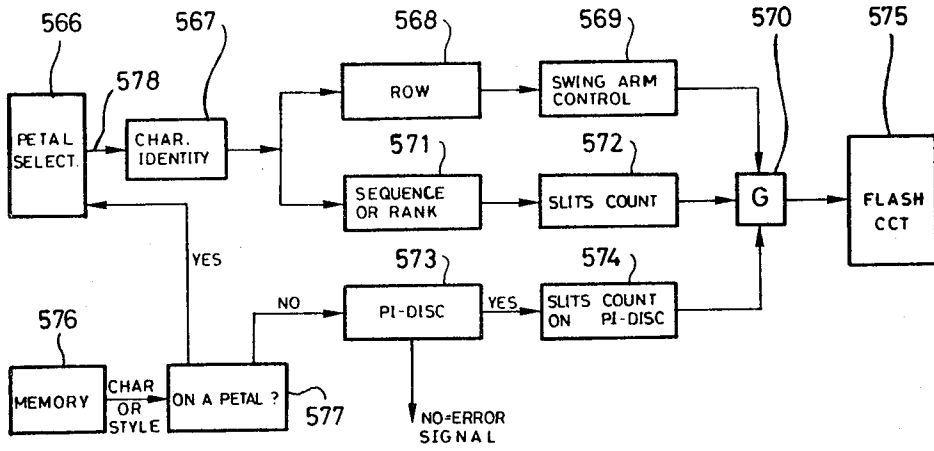 566
567
568
569
570
575
578
PETAL
SELECT.
CHAR.
IDENTITY
ROW
SWING ARM
CONTROL
571
572
SEQUENCE
OR RANK
SLITS COUNT
G
FLASH
CCT
YES
573
574
576
NO
PI-DISC
YES
SLITS COUNT
ON PI-DISC
MEMORY
CHAR
OR
STYLE
ON A PETAL ?
577
NO=ERROR
SIGNAL